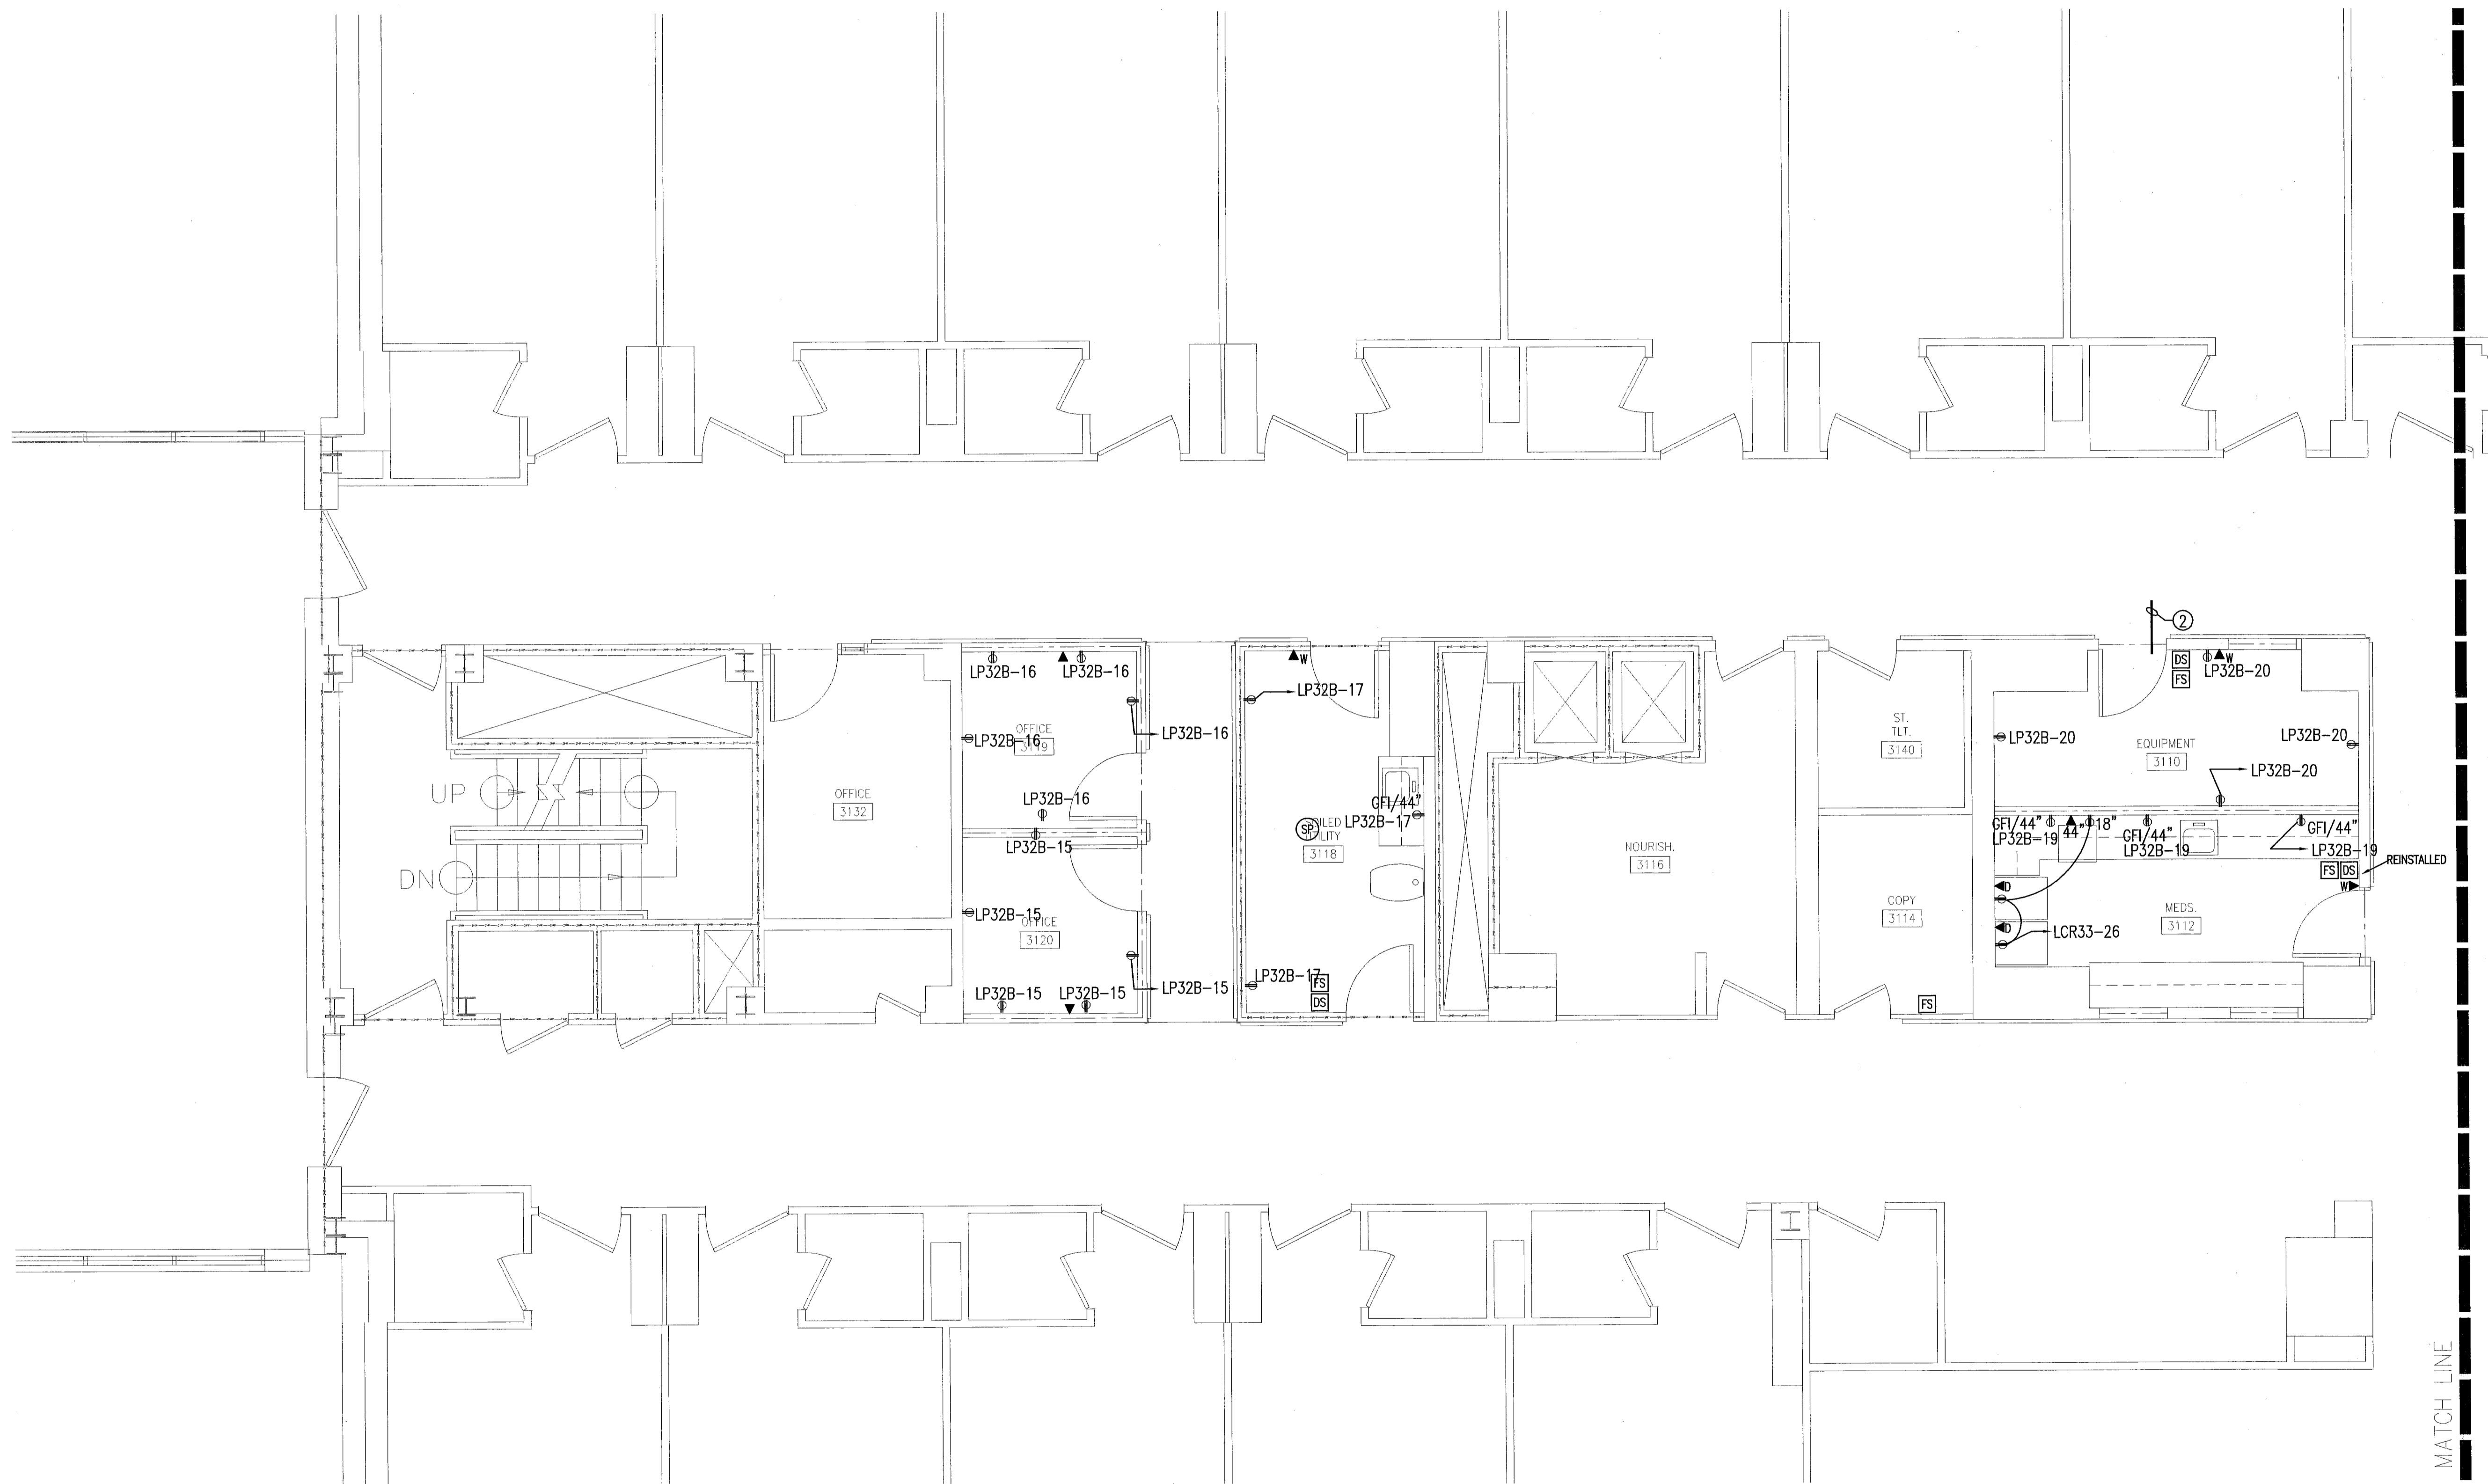 2
LP32B-16
LP32B-16
W
DS
FS
W
LP32B-20
LP32B-17
OFFICE
3119
LP32B-16
LP32B-16
ST.
TLT.
3140
LP32B-20
EQUIPMENT
3110
LP32B-20
LP32B-20
UP
OFFICE
3132
LP32B-16
GFI/44"
LP32B-17
SP
SOILED
UTILITY
3118
LP32B-15
NOURISH.
3116
GFI/44"
LP32B-19
44"
18"
GFI/44"
LP32B-19
GFI/44"
LP32B-19
REINSTALLED
FS
DS
W
DN
LP32B-15
OFFICE
3120
COPY
3114
D
D
LCR33-26
MEDS.
3112
LP32B-15
LP32B-15
LP32B-15
LP32B-17
FS
DS
FS
MATCH LINE